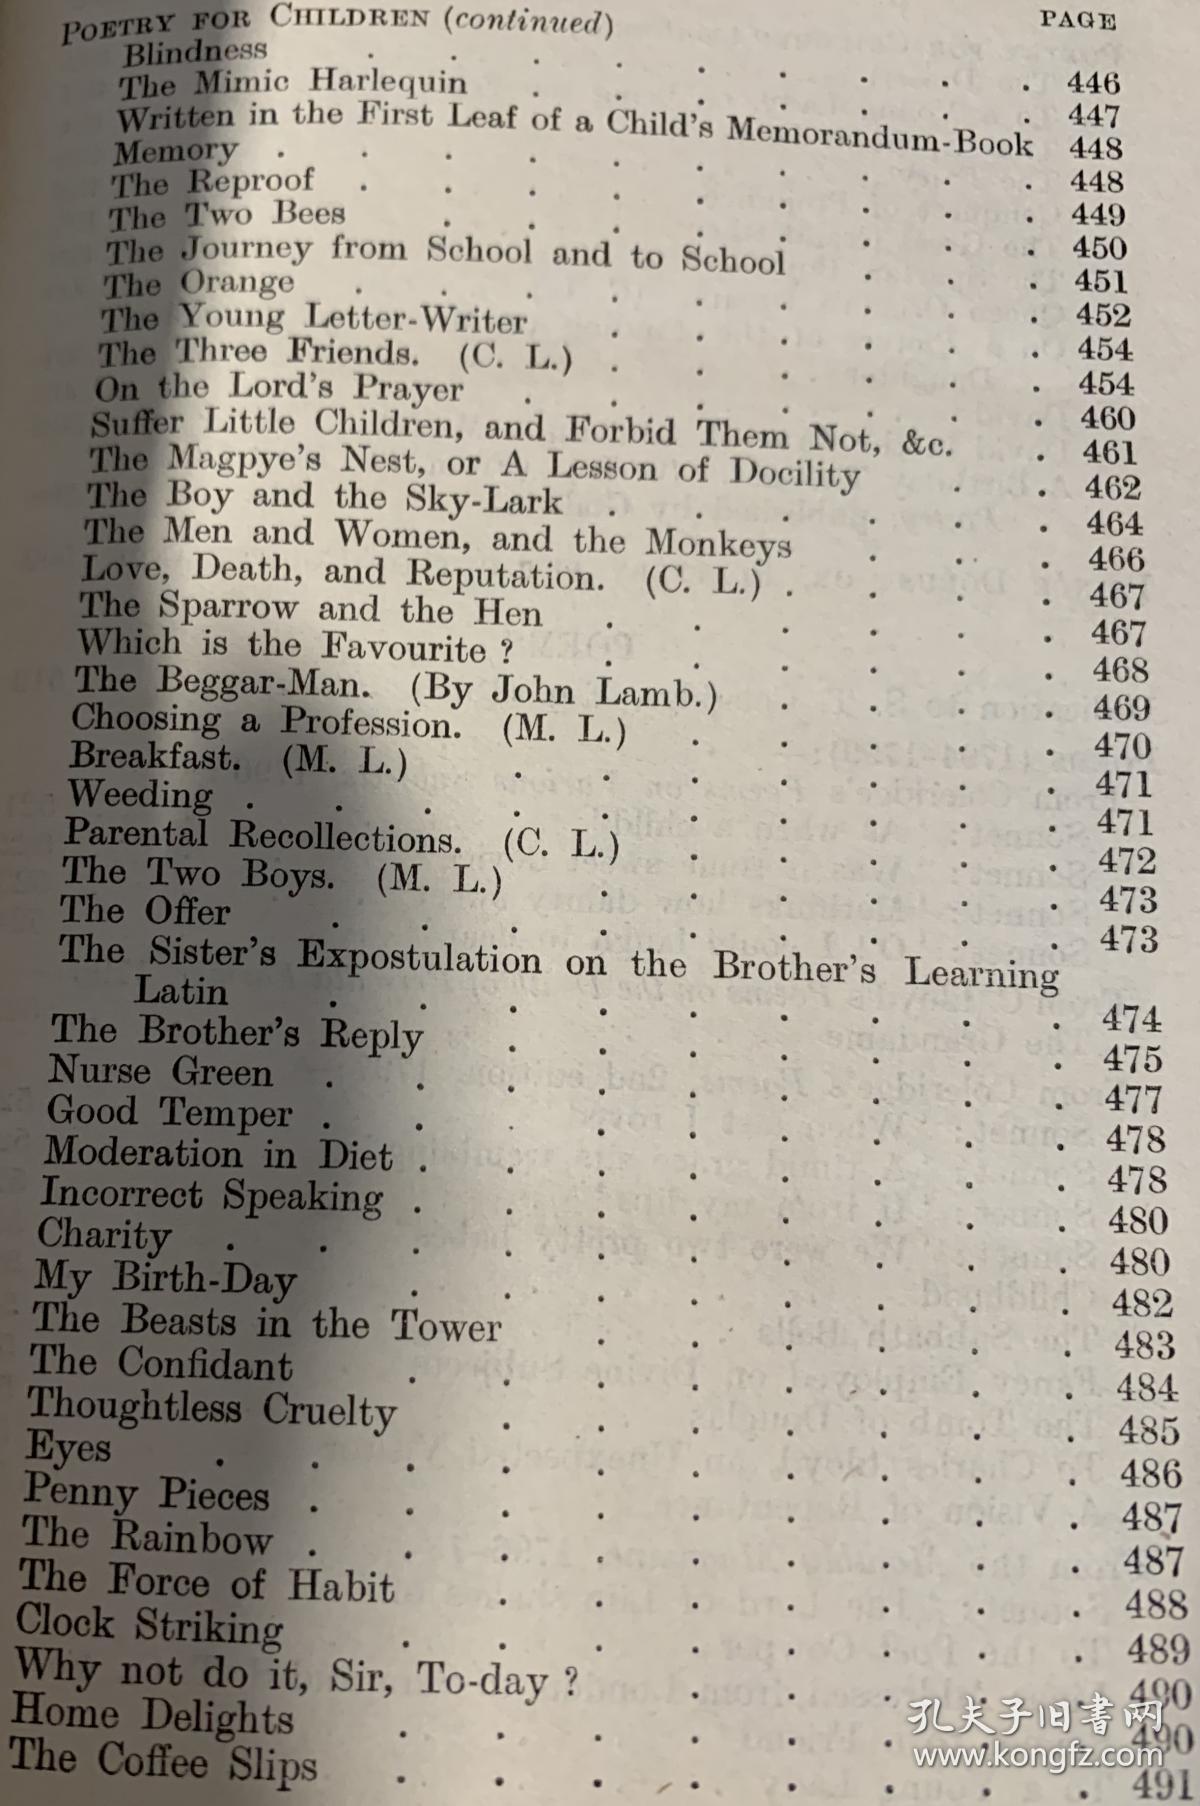 POETRY FOR CHILDREN (continued) PAGE
Blindness . . . . . . . . . 446
The Mimic Harlequin . . . . . . . 447
Written in the First Leaf of a Child's Memorandum-Book 448
Memory . . . . . . . . . . 448
The Reproof . . . . . . . . . 449
The Two Bees . . . . . . . . 450
The Journey from School and to School . . . 451
The Orange . . . . . . . . . 452
The Young Letter-Writer . . . . . . 454
The Three Friends. (C. L.) . . . . . . 454
On the Lord's Prayer . . . . . . . 460
Suffer Little Children, and Forbid Them Not, &c. . 461
The Magpye's Nest, or A Lesson of Docility . . 462
The Boy and the Sky-Lark . . . . . . 464
The Men and Women, and the Monkeys . . . 466
Love, Death, and Reputation. (C. L.) . . . . 467
The Sparrow and the Hen . . . . . . 467
Which is the Favourite ? . . . . . . 468
The Beggar-Man. (By John Lamb.) . . . . 469
Choosing a Profession. (M. L.) . . . . . 470
Breakfast. (M. L.) . . . . . . . 471
Weeding . . . . . . . . . . 471
Parental Recollections. (C. L.) . . . . . 472
The Two Boys. (M. L.) . . . . . . 473
The Offer . . . . . . . . . 473
The Sister's Expostulation on the Brother's Learning
Latin . . . . . . . . . 474
The Brother's Reply . . . . . . . 475
Nurse Green . . . . . . . . . 477
Good Temper . . . . . . . . . 478
Moderation in Diet . . . . . . . . 478
Incorrect Speaking . . . . . . . . 480
Charity . . . . . . . . . . 480
My Birth-Day . . . . . . . . 482
The Beasts in the Tower . . . . . . 483
The Confidant . . . . . . . . 484
Thoughtless Cruelty . . . . . . . 485
Eyes . . . . . . . . . . 486
Penny Pieces . . . . . . . . . 487
The Rainbow . . . . . . . . . 487
The Force of Habit . . . . . . . 488
Clock Striking . . . . . . . . 489
Why not do it, Sir, To-day ? . . . . . 490
Home Delights . . . . . . . . 490
The Coffee Slips . . . . . . . . 491
孔夫子旧书网
www.kongfz.com